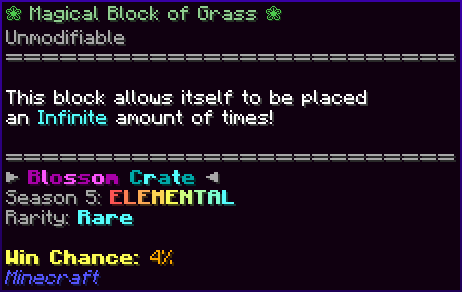 ❀ Magical Block of Grass ❀
Unmodifiable
================================
This block allows itself to be placed
an Infinite amount of times!
================================
► Blossom Crate ◄
Season 5: ELEMENTAL
Rarity: Rare
Win Chance: 4%
Minecraft